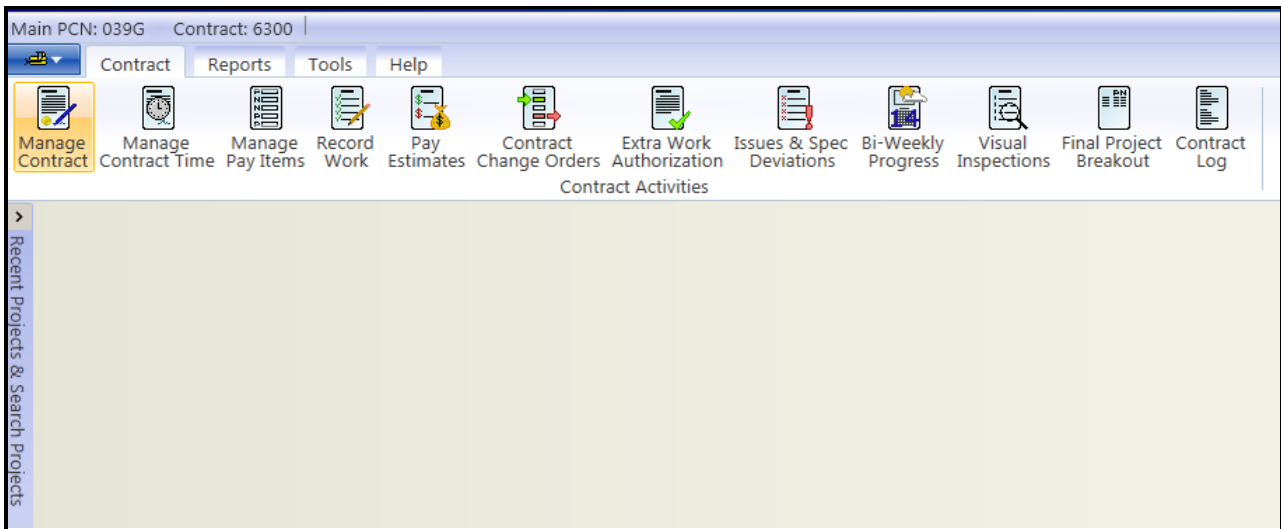 Main PCN: 039G Contract: 6300
Contract Reports Tools Help
Manage Contract
Manage Contract Time
Manage Pay Items
Record Work
Pay Estimates
Contract Change Orders
Extra Work Authorization
Issues & Spec Deviations
Bi-Weekly Progress
Visual Inspections
Final Project Breakout
Contract Log
Contract Activities
Recent Projects & Search Projects